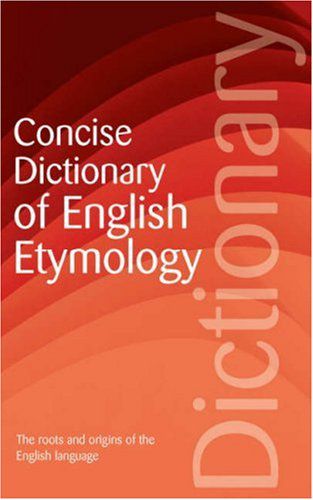 Concise
Dictionary
of English
Etymology
Dictionary
The roots and origins of the
English language